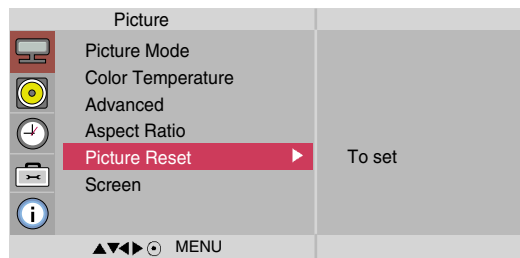 Picture
Picture Mode
Color Temperature
Advanced
Aspect Ratio
Picture Reset ▶ To set
Screen
▲▼◀▶⊙ MENU